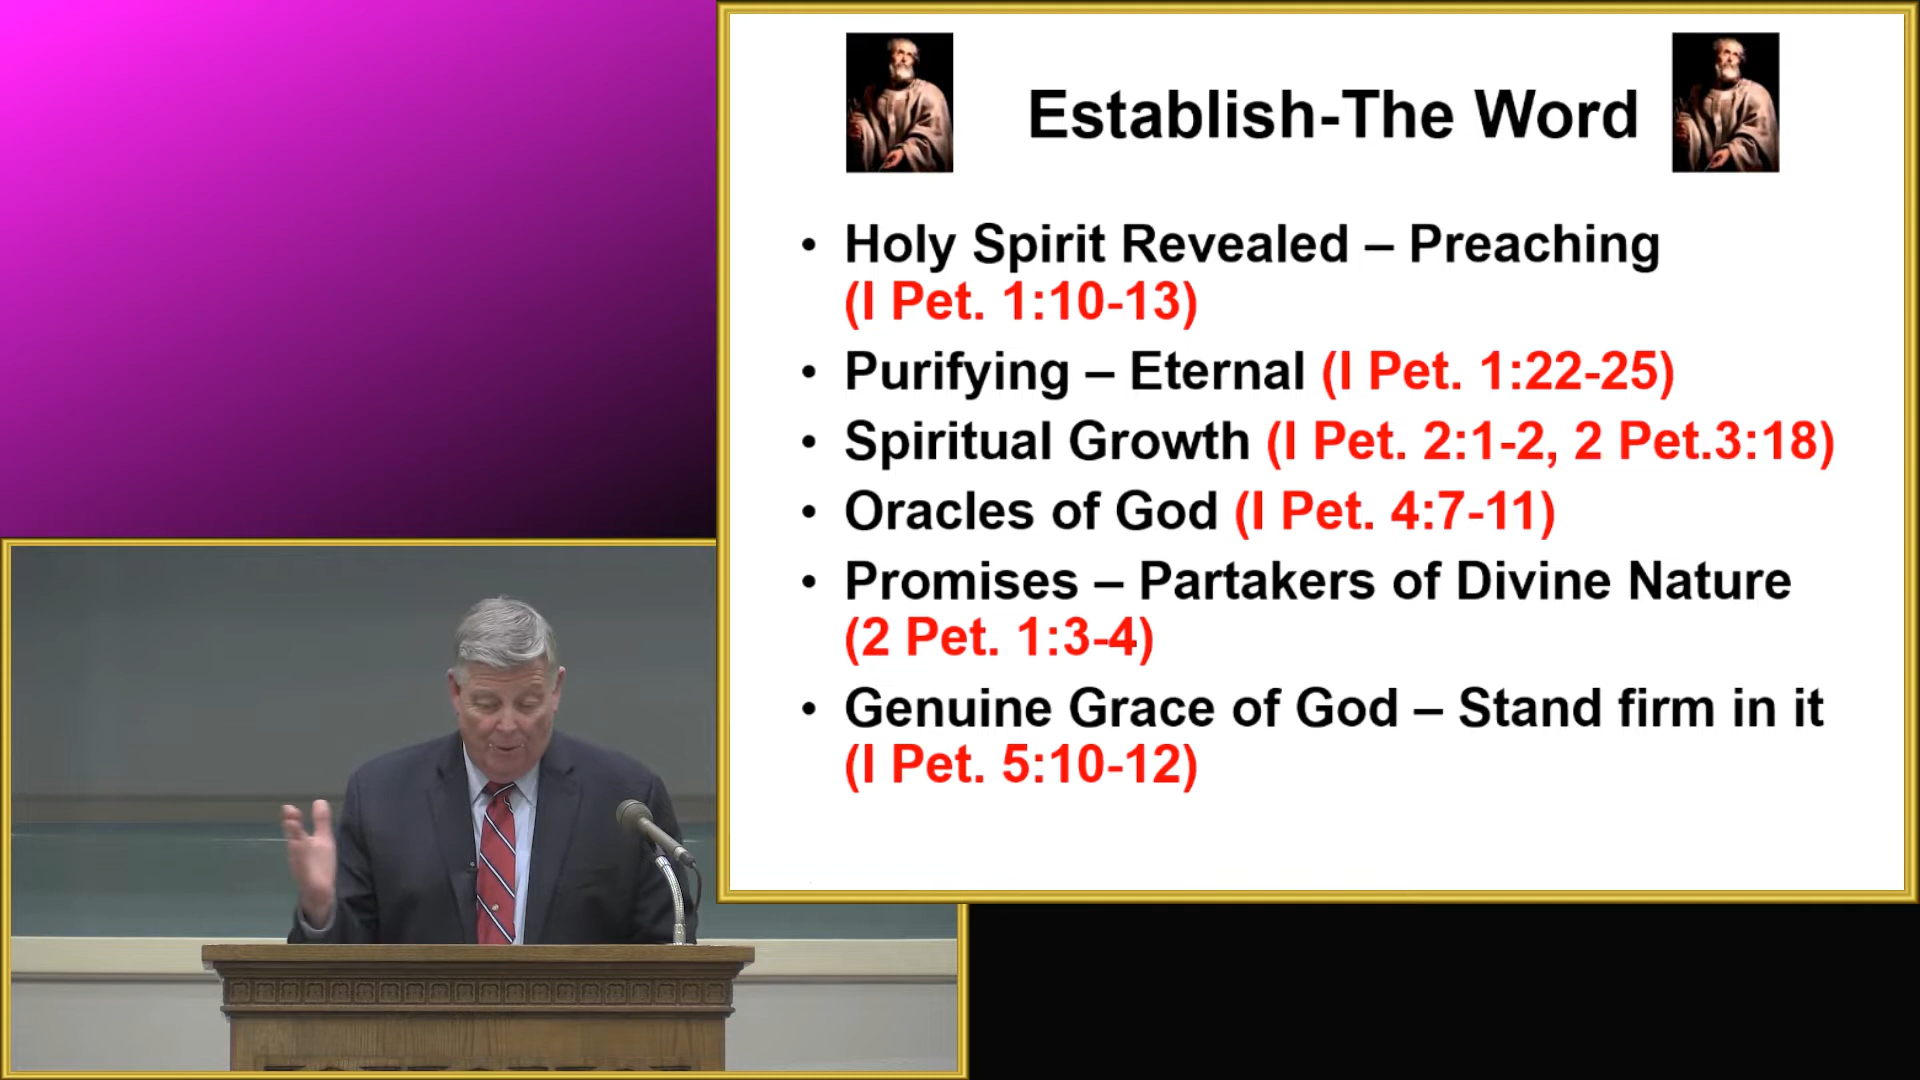 Establish-The Word
• Holy Spirit Revealed – Preaching
(I Pet. 1:10-13)
• Purifying – Eternal (I Pet. 1:22-25)
• Spiritual Growth (I Pet. 2:1-2, 2 Pet.3:18)
• Oracles of God (I Pet. 4:7-11)
• Promises – Partakers of Divine Nature
(2 Pet. 1:3-4)
• Genuine Grace of God – Stand firm in it
(I Pet. 5:10-12)